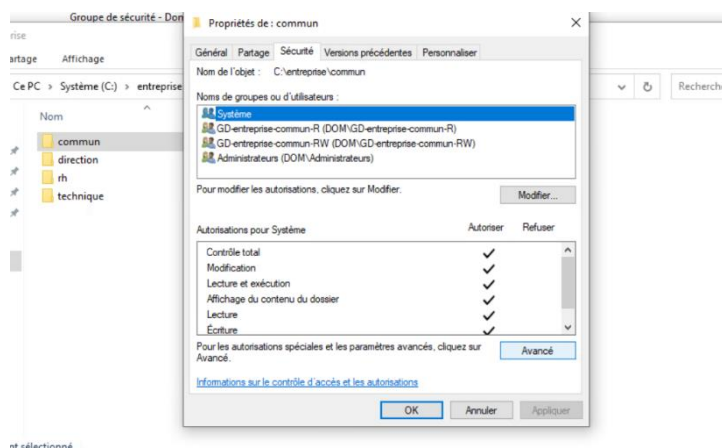 Groupe de sécurité - Dom
rise
artage Affichage
Ce PC > Système (C:) > entreprise
Recherch
Nom
commun
direction
rh
technique
Propriétés de : commun
Général Partage Sécurité Versions précédentes Personnaliser
Nom de l'objet : C:\entreprise\commun
Noms de groupes ou d'utilisateurs :
Système
GD-entreprise-commun-R (DOM\GD-entreprise-commun-R)
GD-entreprise-commun-RW (DOM\GD-entreprise-commun-RW)
Administrateurs (DOM\Administrateurs)
Pour modifier les autorisations, cliquez sur Modifier.
Modifier...
Autorisations pour Système Autoriser Refuser
Contrôle total
Modification
Lecture et exécution
Affichage du contenu du dossier
Lecture
Écriture
Pour les autorisations spéciales et les paramètres avancés, cliquez sur
Avancé.
Avancé
Informations sur le contrôle d'accès et les autorisations
OK Annuler Appliquer
nt sélectionné